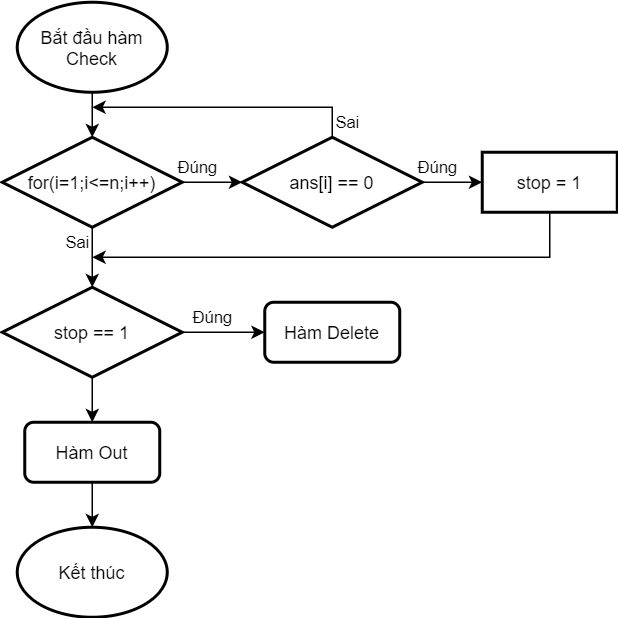 Bắt đầu hàm
Check
Sai
for(i=1;i<=n;i++)
Đúng
ans[i] == 0
Đúng
stop = 1
Sai
stop == 1
Đúng
Hàm Delete
Hàm Out
Kết thúc